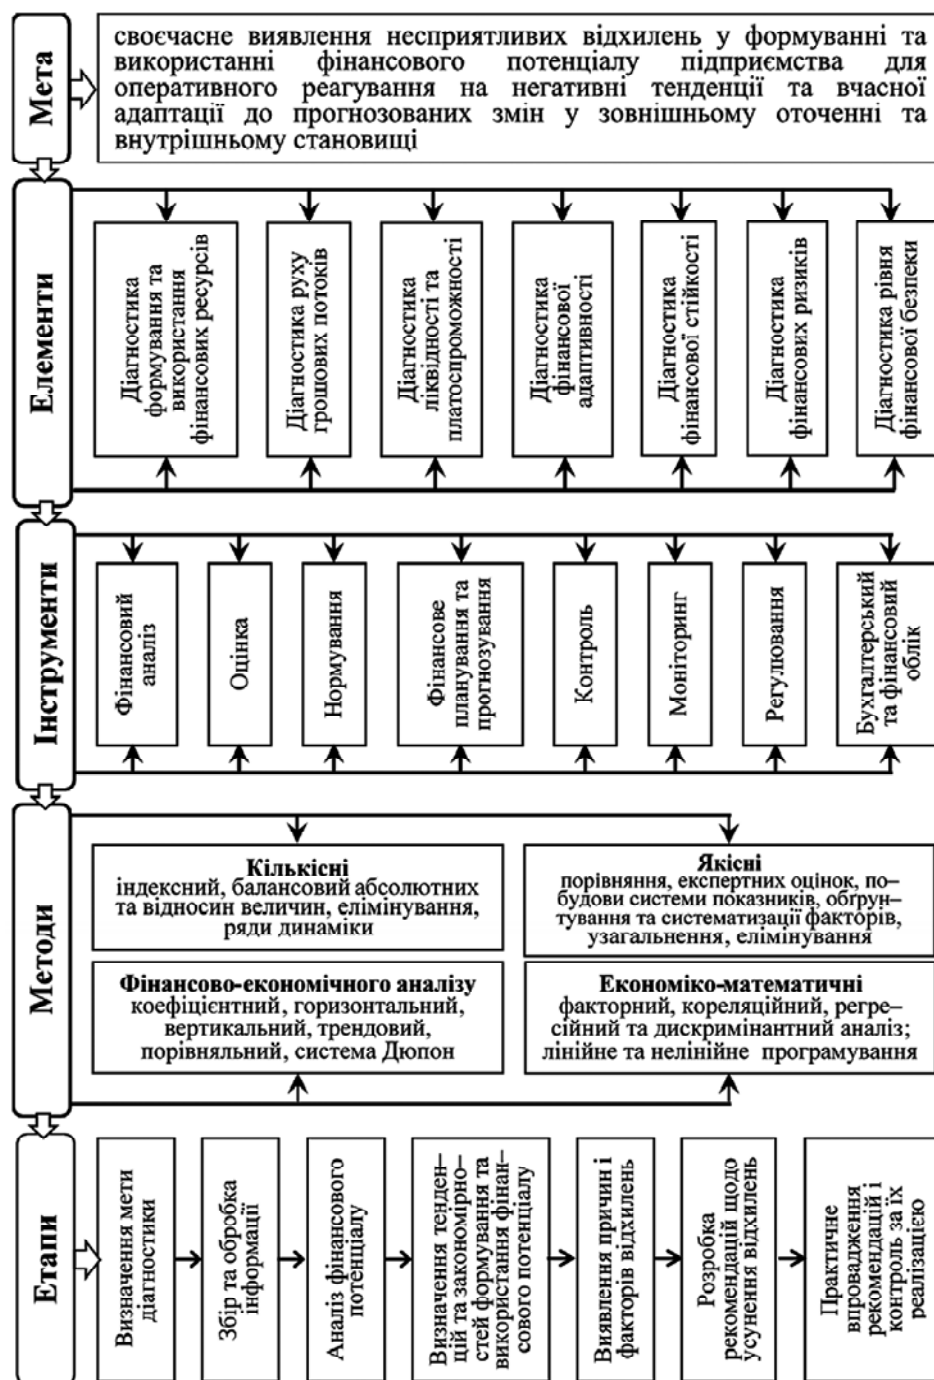 Мета
своєчасне виявлення несприятливих відхилень у формуванні та
використанні фінансового потенціалу підприємства для
оперативного реагування на негативні тенденції та вчасної
адаптації до прогнозованих змін у зовнішньому оточенні та
внутрішньому становищі
Елементи
Діагностика
формування та
використання
фінансових ресурсів
Діагностика руху
грошових потоків
Діагностика
ліквідності та
платоспроможності
Діагностика
фінансової
адаптивності
Діагностика
фінансової стійкості
Діагностика
фінансових ризиків
Діагностика рівня
фінансової безпеки
Інструменти
Фінансовий
аналіз
Оцінка
Нормування
Фінансове
планування та
прогнозування
Контроль
Моніторинг
Регулювання
Бухгалтерський
та фінансовий
облік
Методи
Кількісні
індексний, балансовий абсолютних
та відносин величин, елімінування,
ряди динаміки
Якісні
порівняння, експертних оцінок, по–
будови системи показників, обґрун–
тування та систематизації факторів,
узагальнення, елімінування
Фінансово-економічного аналізу
коефіцієнтний, горизонтальний,
вертикальний, трендовий,
порівняльний, система Дюпон
Економіко-математичні
факторний, кореляційний, регре–
сійний та дискримінантний аналіз;
лінійне та нелінійне програмування
Етапи
Визначення мети
діагностики
Збір та обробка
інформації
Аналіз фінансового
потенціалу
Визначення тенден–
цій та закономірно–
стей формування та
використання фінан–
сового потенціалу
Виявлення причин і
факторів відхилень
Розробка
рекомендацій щодо
усунення відхилень
Практичне
впровадження
рекомендацій і
контроль за їх
реалізацією